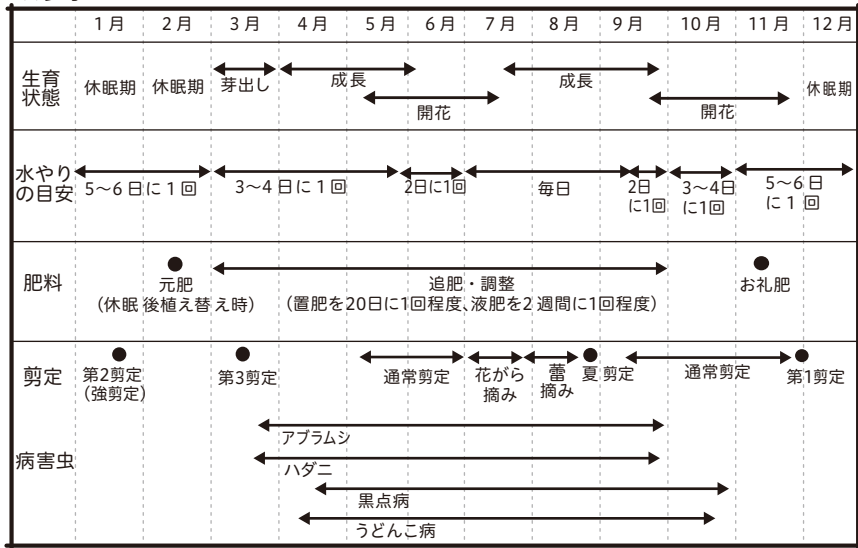 1月 2月 3月 4月 5月 6月 7月 8月 9月 10月 11月 12月
生育
状態
休眠期 休眠期 芽出し 成長 成長 休眠期
開花 開花
水やり
の目安
5〜6日に1回 3〜4日に1回 2日に1回 毎日 2日
に1回
3〜4日
に1回
5〜6日
に1回
肥料
元肥
(休眠後植え替え時)
追肥・調整
(置肥を20日に1回程度、液肥を2週間に1回程度)
お礼肥
剪定
第2剪定
(強剪定)
第3剪定
通常剪定
花がら
摘み
蕾
摘み
夏剪定
通常剪定
第1剪定
病害虫
アブラムシ
ハダニ
黒点病
うどんこ病